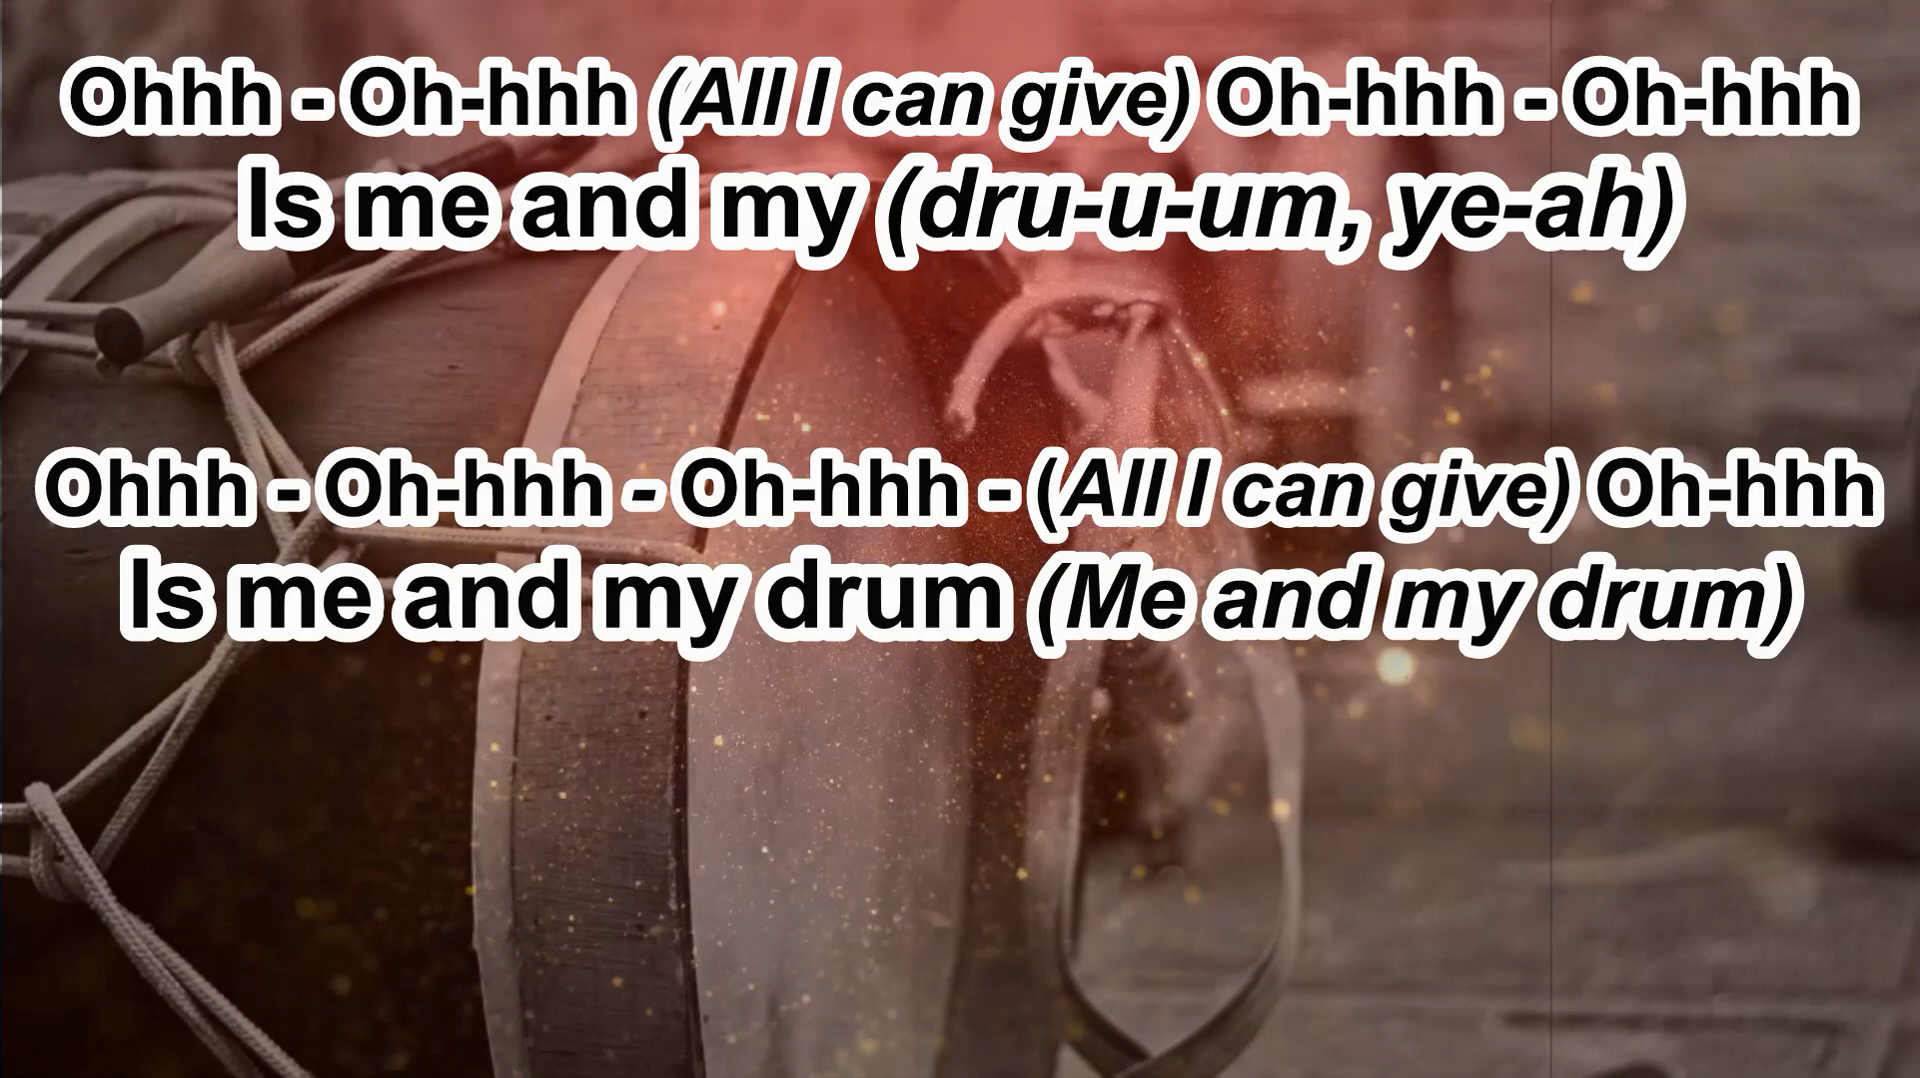 Ohhh - Oh-hhh (All I can give) Oh-hhh - Oh-hhh
Is me and my (dru-u-um, ye-ah)
Ohhh - Oh-hhh - Oh-hhh - (All I can give) Oh-hhh
Is me and my drum (Me and my drum)